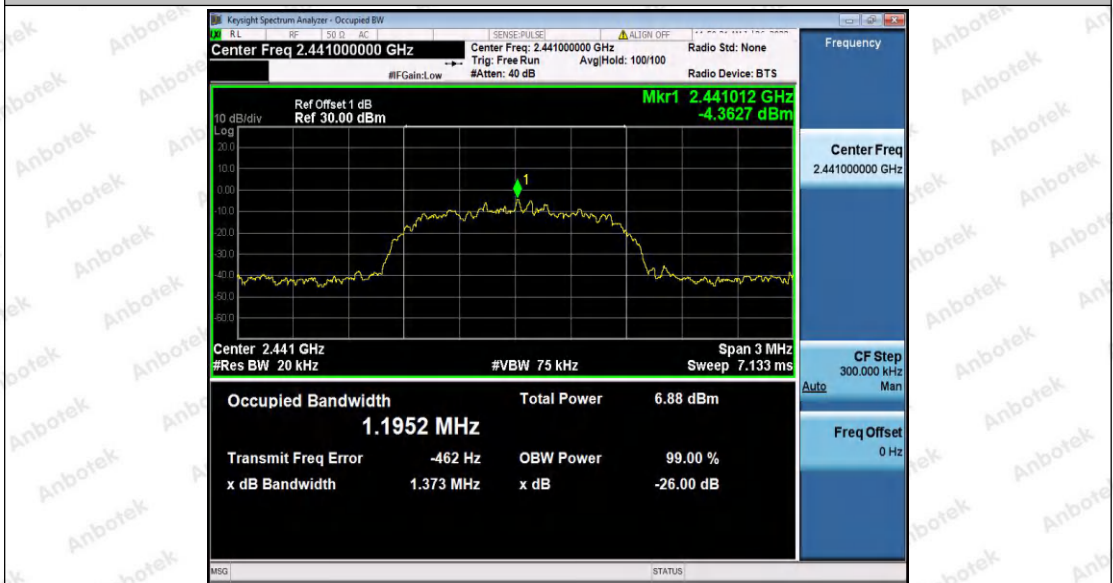 Keysight Spectrum Analyzer - Occupied BW
RL RF 50 Ω AC SENSE:PULSE ALIGN OFF
Center Freq 2.441000000 GHz
Center Freq: 2.441000000 GHz
Radio Std: None
Trig: Free Run Avg|Hold: 100/100
#IFGain:Low
#Atten: 40 dB
Radio Device: BTS
Mkr1 2.441012 GHz
-4.3627 dBm
Ref Offset 1 dB
10 dB/div Ref 30.00 dBm
Log
20.0
10.0
0.00
-10.0
-20.0
-30.0
-40.0
-50.0
-60.0
1
Center 2.441 GHz Span 3 MHz
#Res BW 20 kHz #VBW 75 kHz Sweep 7.133 ms
Occupied Bandwidth Total Power 6.88 dBm
1.1952 MHz
Transmit Freq Error -462 Hz OBW Power 99.00 %
x dB Bandwidth 1.373 MHz x dB -26.00 dB
MSG STATUS
Frequency
Center Freq
2.441000000 GHz
CF Step
300.000 kHz
Auto Man
Freq Offset
0 Hz
Anbotek